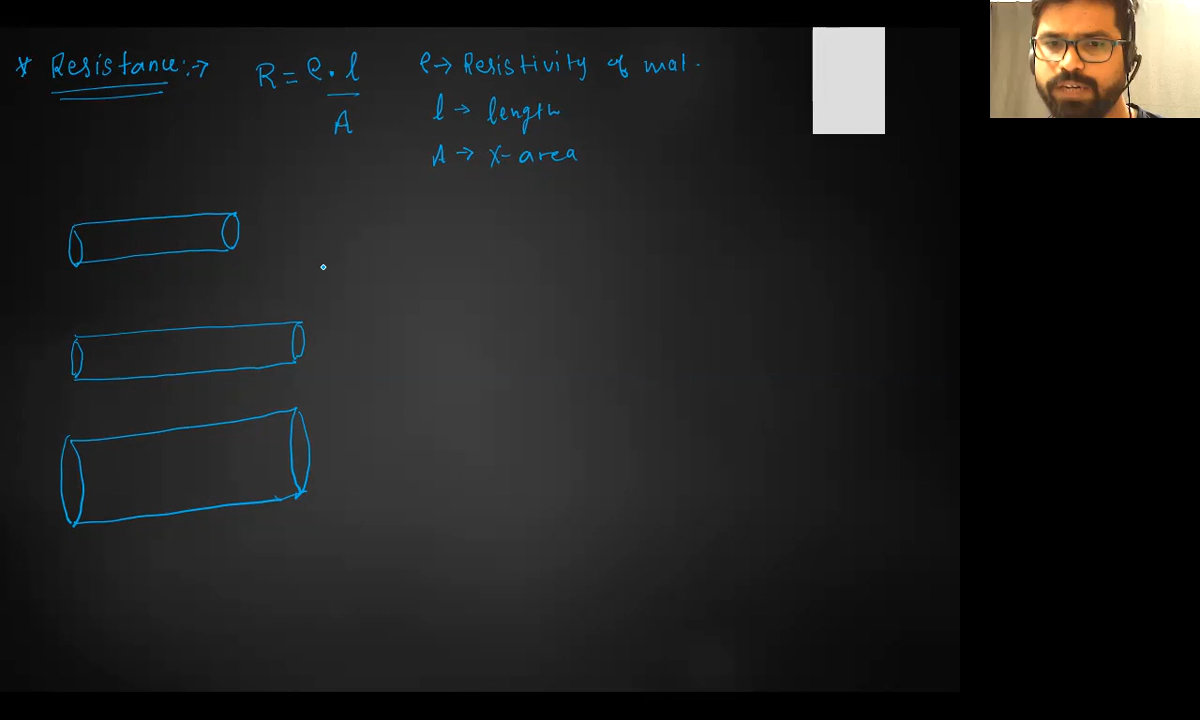 * Resistance:→ R = ρ. l / A
ρ → Resistivity of mat.
l → length
A → X-area